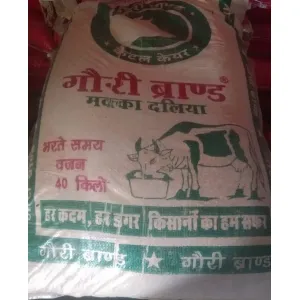 कैटल केयर
गौरी ब्राण्ड®
मक्का दलिया
भरते समय
वजन
40 किलो
हर कदम, हर डगर किसानों का हम सफर
गौरी ब्राण्ड ★ गौरी ब्राण्ड